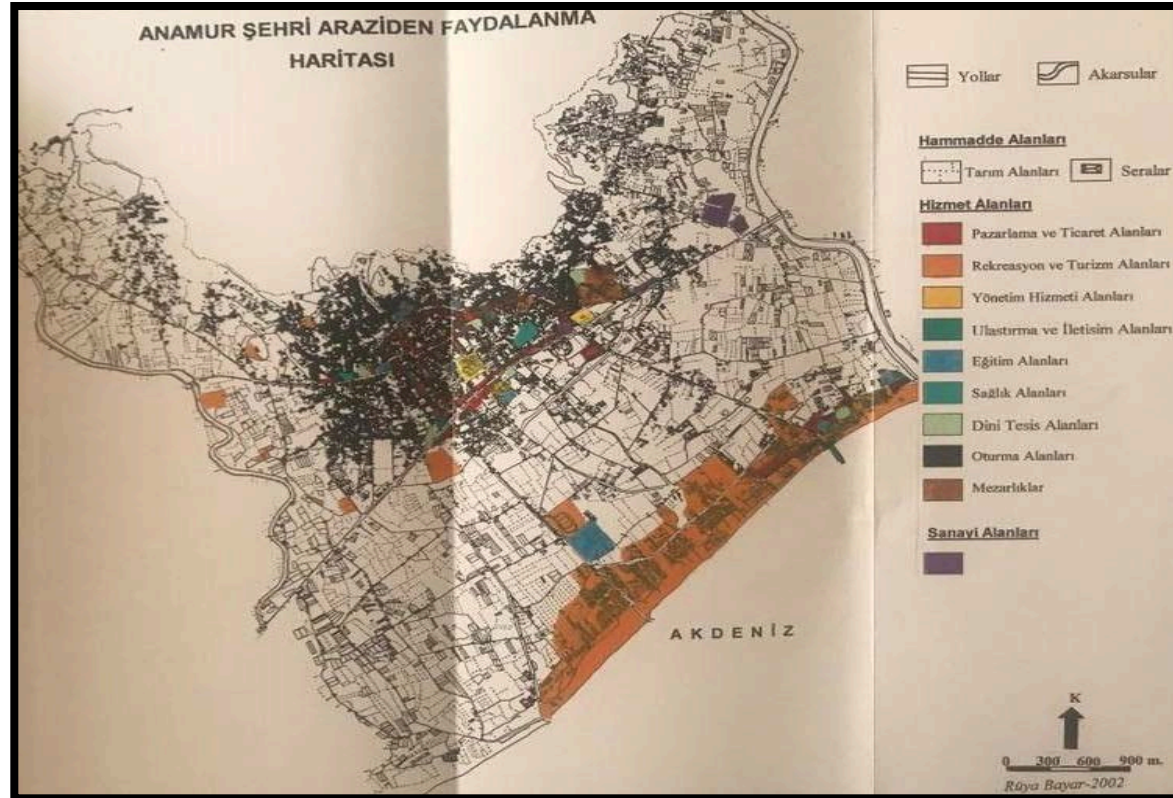 ANAMUR ŞEHRİ ARAZİDEN FAYDALANMA
HARİTASI
Yollar
Akarsular
Hammadde Alanları
Tarım Alanları
Seralar
Hizmet Alanları
Pazarlama ve Ticaret Alanları
Rekreasyon ve Turizm Alanları
Yönetim Hizmeti Alanları
Ulastırma ve İletisim Alanları
Eğitim Alanları
Sağlık Alanları
Dini Tesis Alanları
Oturma Alanları
Mezarlıklar
Sanayi Alanları
AKDENİZ
K
0 300 600 900 m.
Rüya Bayar-2002